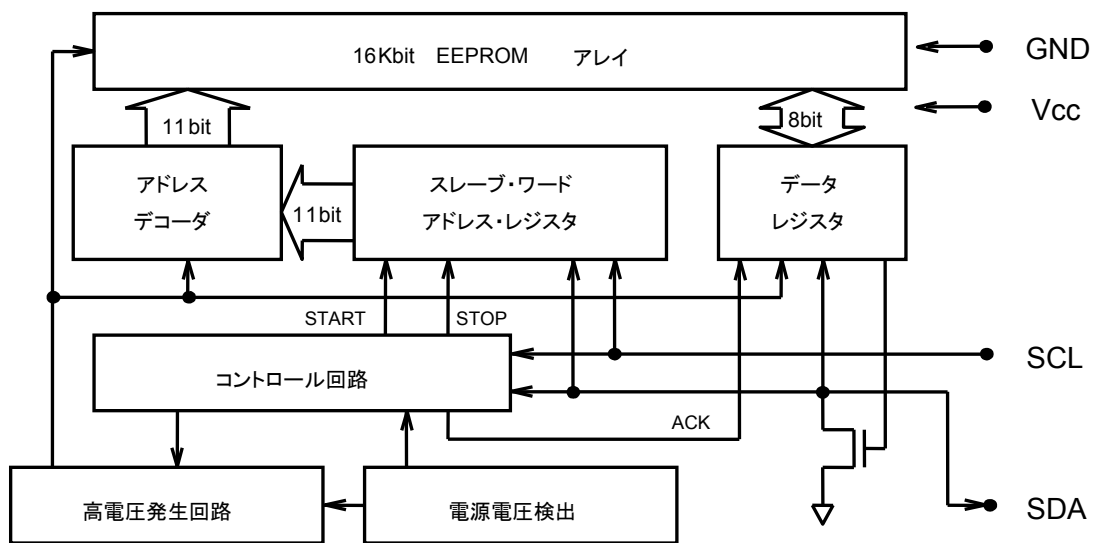 16Kbit EEPROM アレイ
GND
Vcc
11bit
8bit
アドレス
デコーダ
11bit
スレーブ・ワード
アドレス・レジスタ
データ
レジスタ
START
STOP
SCL
コントロール回路
ACK
高電圧発生回路
電源電圧検出
SDA